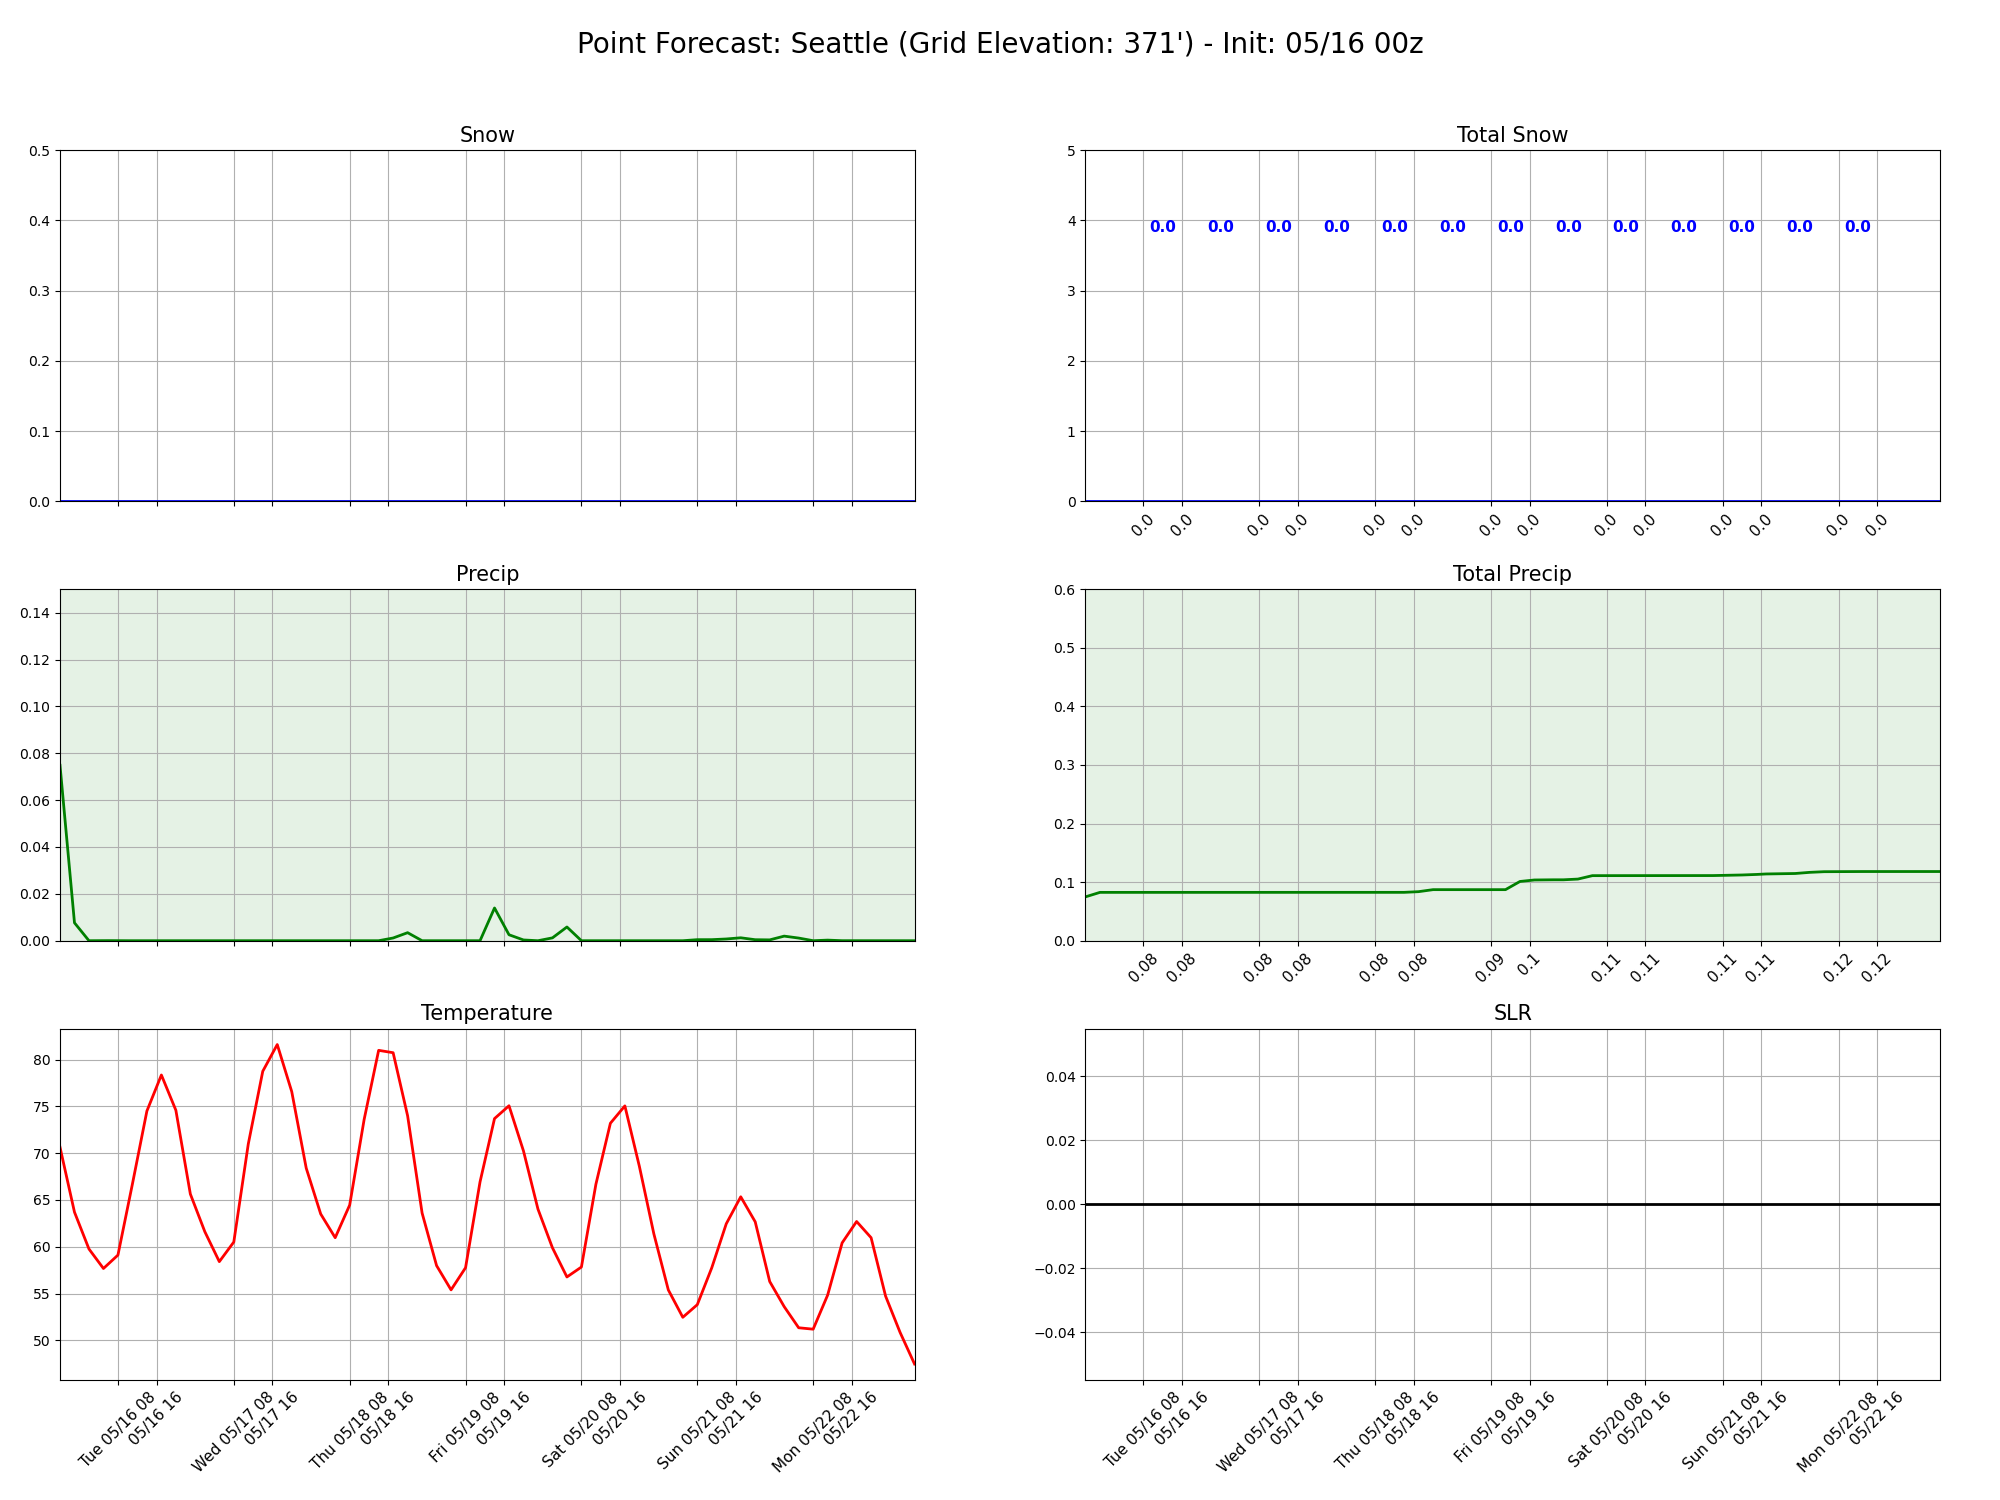 Point Forecast: Seattle (Grid Elevation: 371') - Init: 05/16 00z
Snow
0.5
0.4
0.3
0.2
0.1
0.0
Total Snow
5
4
3
2
1
0
0.0 0.0 0.0 0.0 0.0 0.0 0.0 0.0 0.0 0.0 0.0 0.0 0.0
0.0 0.0 0.0 0.0 0.0 0.0 0.0 0.0 0.0 0.0 0.0 0.0 0.0 0.0
Precip
0.14
0.12
0.10
0.08
0.06
0.04
0.02
0.00
Total Precip
0.6
0.5
0.4
0.3
0.2
0.1
0.0
0.08 0.08 0.08 0.08 0.08 0.08 0.09 0.1 0.11 0.11 0.11 0.11 0.12 0.12
Temperature
80
75
70
65
60
55
50
Tue 05/16 08
05/16 16
Wed 05/17 08
05/17 16
Thu 05/18 08
05/18 16
Fri 05/19 08
05/19 16
Sat 05/20 08
05/20 16
Sun 05/21 08
05/21 16
Mon 05/22 08
05/22 16
SLR
0.04
0.02
0.00
−0.02
−0.04
Tue 05/16 08
05/16 16
Wed 05/17 08
05/17 16
Thu 05/18 08
05/18 16
Fri 05/19 08
05/19 16
Sat 05/20 08
05/20 16
Sun 05/21 08
05/21 16
Mon 05/22 08
05/22 16